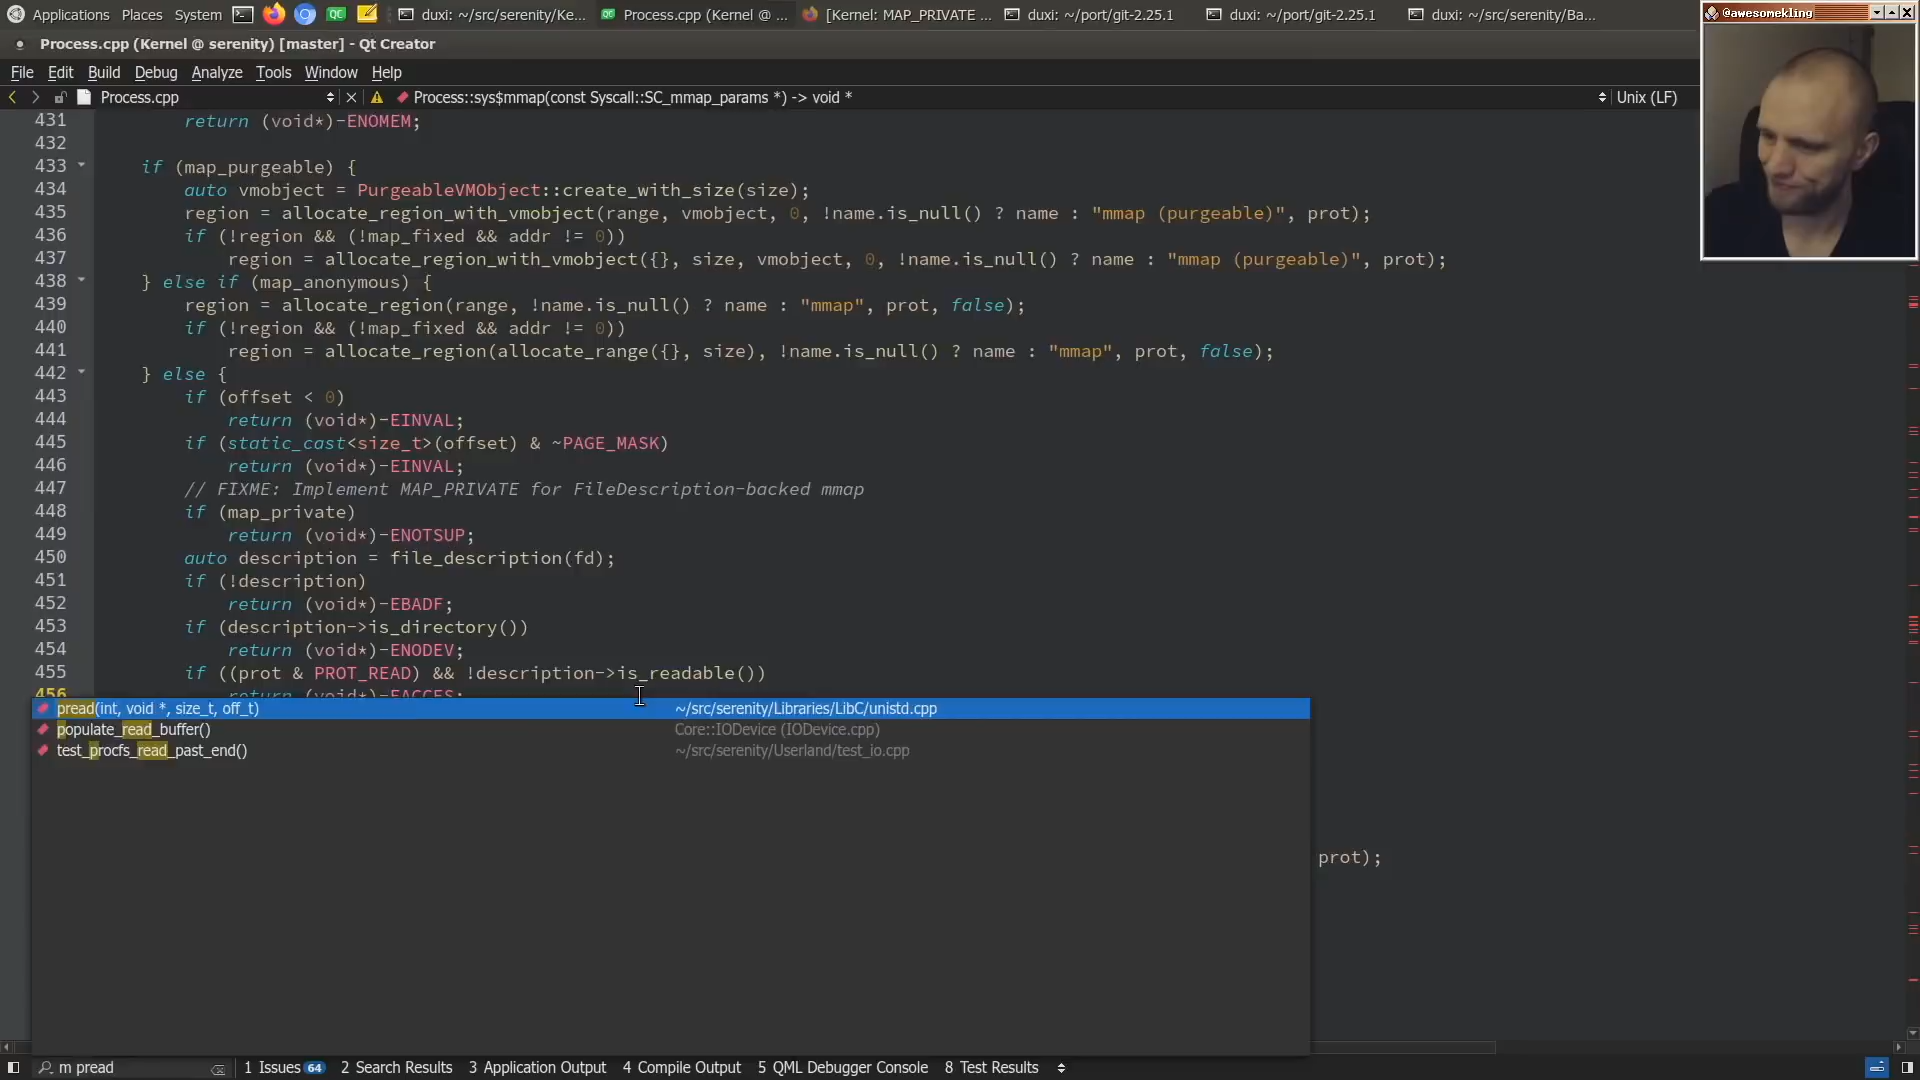 Applications Places System duxi: ~/src/serenity/Ke... Process.cpp (Kernel @ ... [Kernel: MAP_PRIVATE ... duxi: ~/port/git-2.25.1 duxi: ~/port/git-2.25.1 duxi: ~/src/serenity/Ba...
@awesomekling
Process.cpp (Kernel @ serenity) [master] - Qt Creator
File Edit Build Debug Analyze Tools Window Help
Process.cpp Process::sys$mmap(const Syscall::SC_mmap_params *) -> void * Unix (LF)
431 return (void*)-ENOMEM;
432
433 if (map_purgeable) {
434 auto vmobject = PurgeableVMObject::create_with_size(size);
435 region = allocate_region_with_vmobject(range, vmobject, 0, !name.is_null() ? name : "mmap (purgeable)", prot);
436 if (!region && (!map_fixed && addr != 0))
437 region = allocate_region_with_vmobject({}, size, vmobject, 0, !name.is_null() ? name : "mmap (purgeable)", prot);
438 } else if (map_anonymous) {
439 region = allocate_region(range, !name.is_null() ? name : "mmap", prot, false);
440 if (!region && (!map_fixed && addr != 0))
441 region = allocate_region(allocate_range({}, size), !name.is_null() ? name : "mmap", prot, false);
442 } else {
443 if (offset < 0)
444 return (void*)-EINVAL;
445 if (static_cast<size_t>(offset) & ~PAGE_MASK)
446 return (void*)-EINVAL;
447 // FIXME: Implement MAP_PRIVATE for FileDescription-backed mmap
448 if (map_private)
449 return (void*)-ENOTSUP;
450 auto description = file_description(fd);
451 if (!description)
452 return (void*)-EBADF;
453 if (description->is_directory())
454 return (void*)-ENODEV;
455 if ((prot & PROT_READ) && !description->is_readable())
456 return (void*)-EACCES;
pread(int, void *, size_t, off_t) ~/src/serenity/Libraries/LibC/unistd.cpp
populate_read_buffer() Core::IODevice (IODevice.cpp)
test_procfs_read_past_end() ~/src/serenity/Userland/test_io.cpp
prot);
m pread 1 Issues 64 2 Search Results 3 Application Output 4 Compile Output 5 QML Debugger Console 8 Test Results